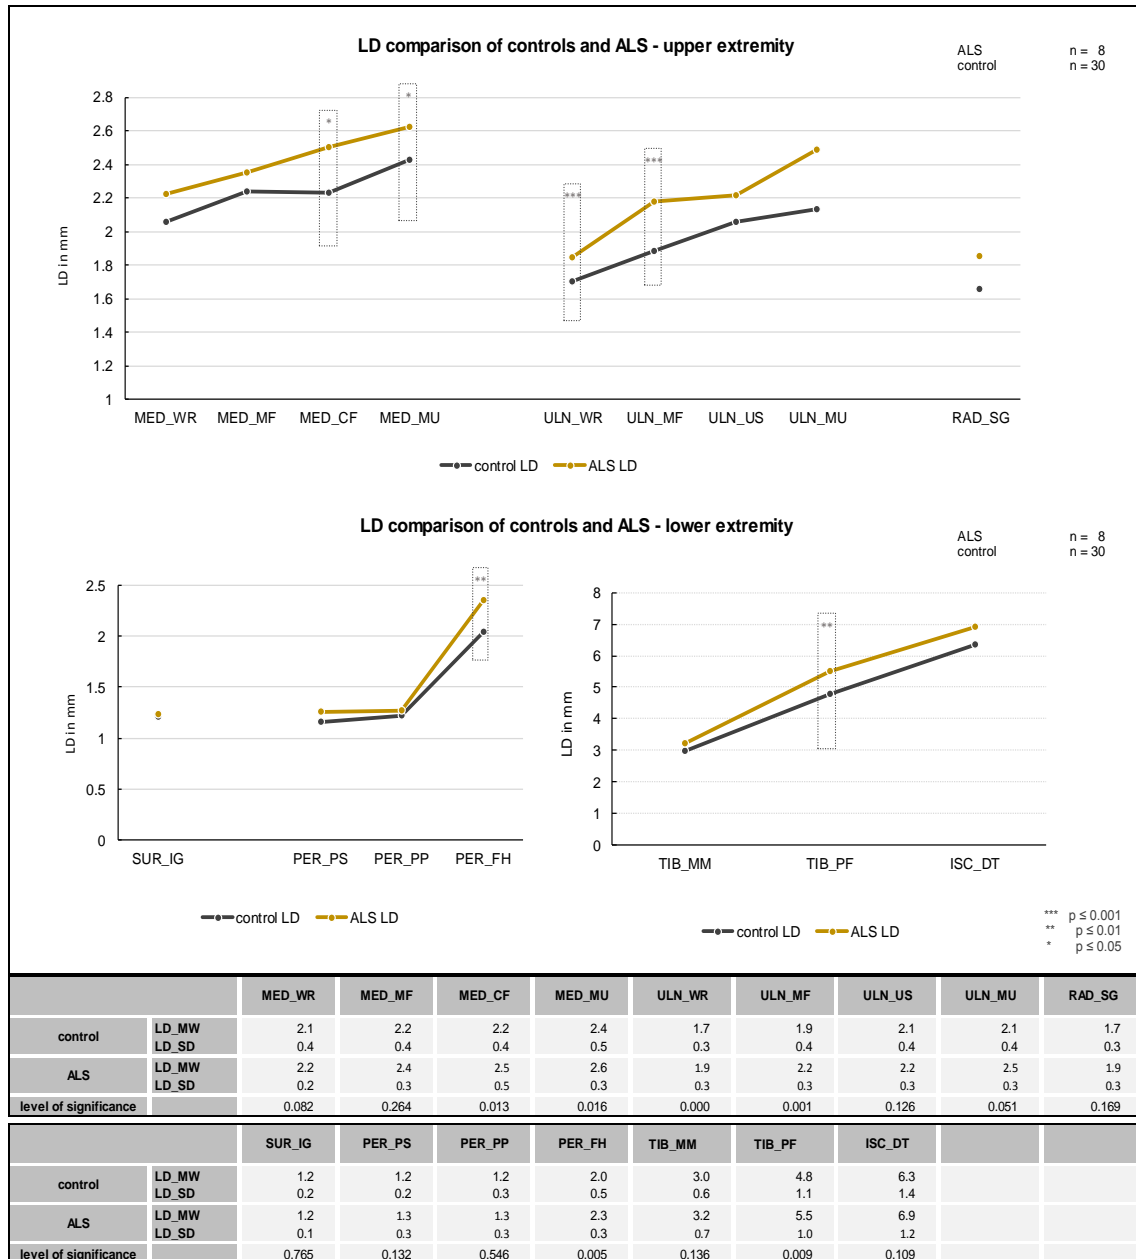 LD comparison of controls and ALS - upper extremity
ALS n = 8
control n = 30
LD in mm
2.8
2.6
2.4
2.2
2
1.8
1.6
1.4
1.2
1
*
*
***
***
MED_WR MED_MF MED_CF MED_MU ULN_WR ULN_MF ULN_US ULN_MU RAD_SG
control LD ALS LD
LD comparison of controls and ALS - lower extremity
ALS n = 8
control n = 30
LD in mm
2.5
2
1.5
1
0.5
0
**
SUR_IG PER_PS PER_PP PER_FH
control LD ALS LD
LD in mm
8
7
6
5
4
3
2
1
0
**
TIB_MM TIB_PF ISC_DT
control LD ALS LD
*** p ≤ 0.001
** p ≤ 0.01
* p ≤ 0.05
MED_WR MED_MF MED_CF MED_MU ULN_WR ULN_MF ULN_US ULN_MU RAD_SG
control LD_MW 2.1 2.2 2.2 2.4 1.7 1.9 2.1 2.1 1.7
LD_SD 0.4 0.4 0.4 0.5 0.3 0.4 0.4 0.4 0.3
ALS LD_MW 2.2 2.4 2.5 2.6 1.9 2.2 2.2 2.5 1.9
LD_SD 0.2 0.3 0.5 0.3 0.3 0.3 0.3 0.3 0.3
level of significance 0.082 0.264 0.013 0.016 0.000 0.001 0.126 0.051 0.169
SUR_IG PER_PS PER_PP PER_FH TIB_MM TIB_PF ISC_DT
control LD_MW 1.2 1.2 1.2 2.0 3.0 4.8 6.3
LD_SD 0.2 0.2 0.3 0.5 0.6 1.1 1.4
ALS LD_MW 1.2 1.3 1.3 2.3 3.2 5.5 6.9
LD_SD 0.1 0.3 0.3 0.3 0.7 1.0 1.2
level of significance 0.765 0.132 0.546 0.005 0.136 0.009 0.109